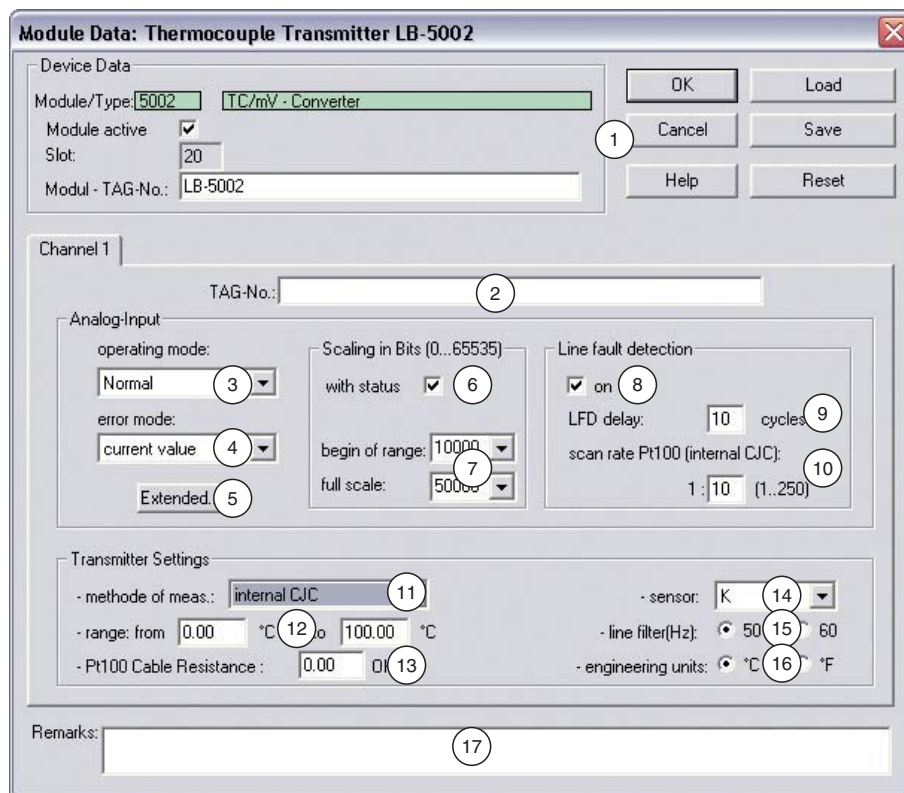 Module Data: Thermocouple Transmitter LB-5002
Device Data
Module/Type: 5002 TC/mV - Converter
Module active
Slot: 20
Modul - TAG-No.: LB-5002
OK Load
1 Cancel Save
Help Reset
Channel 1
TAG-No.: 2
Analog-Input
operating mode:
Normal 3
error mode:
current value 4
Extended. 5
Scaling in Bits (0...65535)
with status 6
begin of range: 10000
7
full scale: 50000
Line fault detection
on 8
LFD delay: 10 cycles 9
scan rate Pt100 (internal CJC):
10
1 : 10 (1..250)
Transmitter Settings
- methode of meas.: internal CJC 11
- range: from 0.00 °C 12 100.00 °C
- Pt100 Cable Resistance : 0.00 13
- sensor: K 14
- line filter(Hz): 50 15 60
- engineering units: °C 16 °F
Remarks: 17